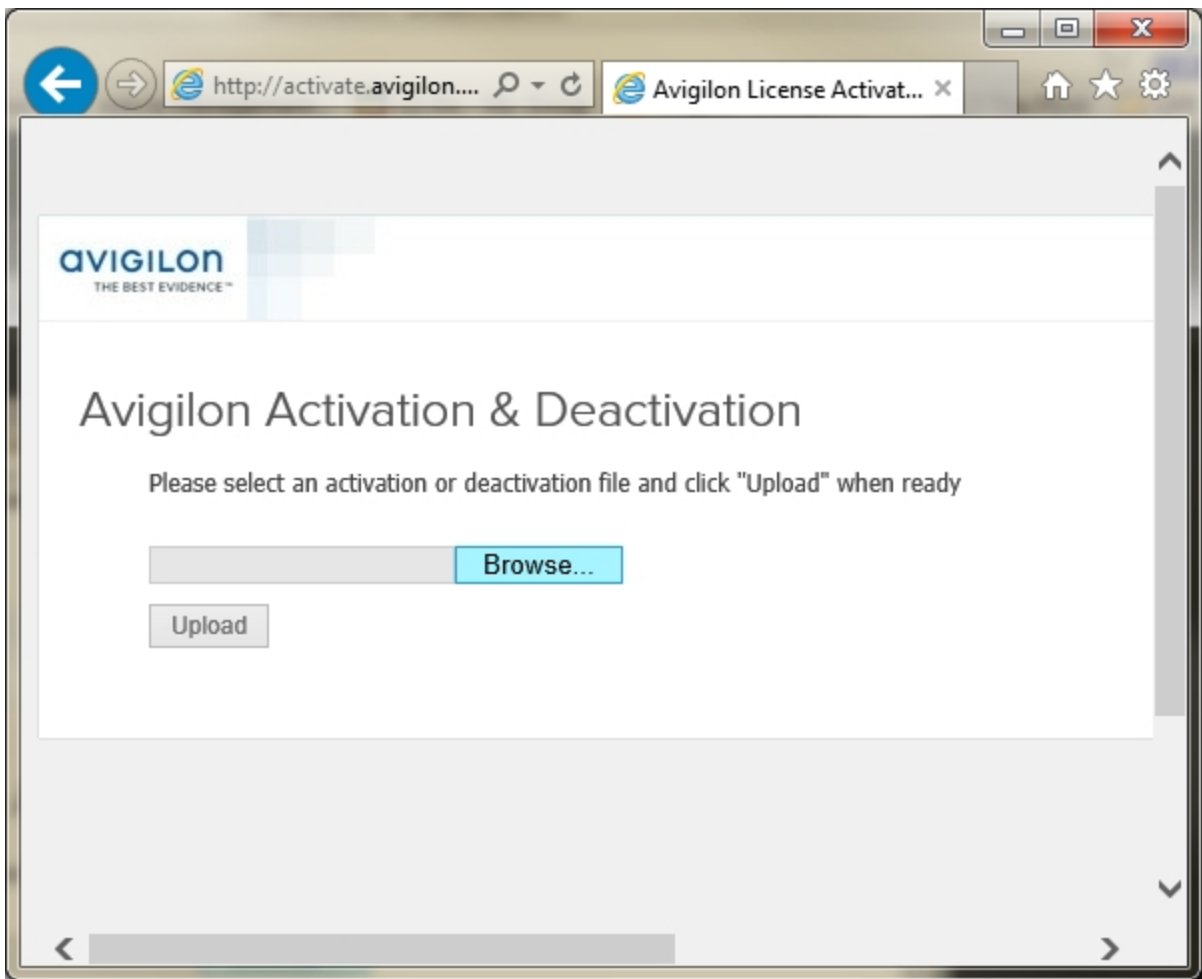 http://activate.avigilon....
Avigilon License Activat...
avigilon
THE BEST EVIDENCE™
Avigilon Activation & Deactivation
Please select an activation or deactivation file and click "Upload" when ready
Browse...
Upload